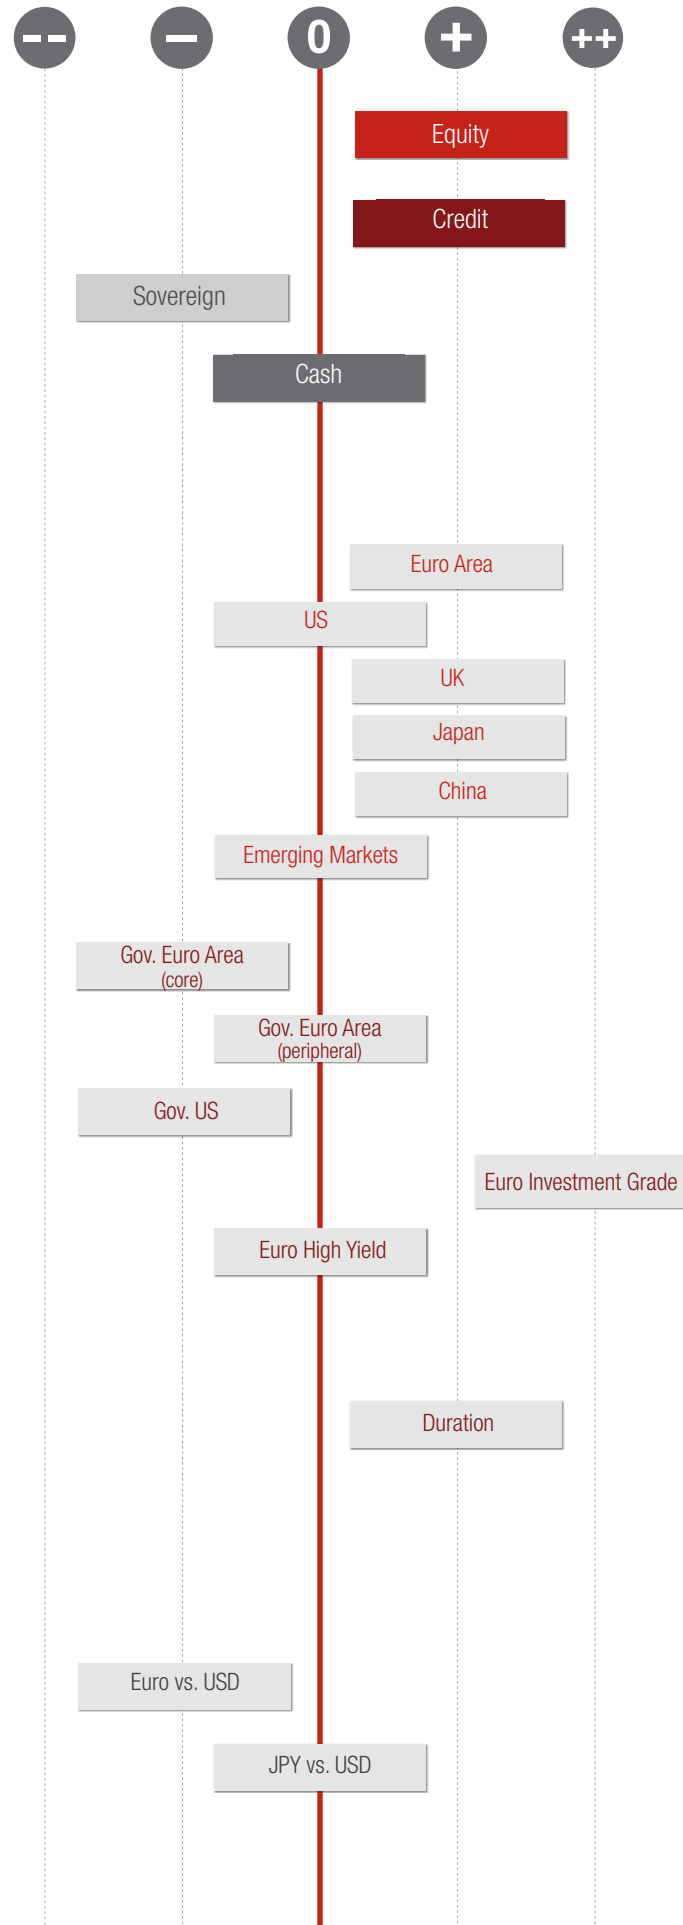 -- - 0 + ++
Equity
Credit
Sovereign
Cash
Euro Area
US
UK
Japan
China
Emerging Markets
Gov. Euro Area
(core)
Gov. Euro Area
(peripheral)
Gov. US
Euro Investment Grade
Euro High Yield
Duration
Euro vs. USD
JPY vs. USD